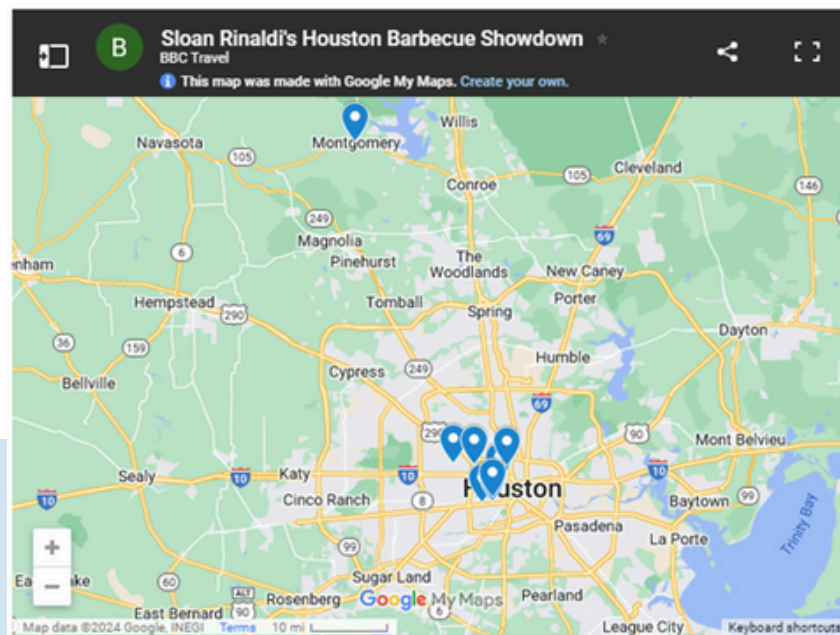 B
Sloan Rinaldi's Houston Barbecue Showdown
BBC Travel
This map was made with Google My Maps. Create your own.
Willis
Navasota
Montgomery
105
Cleveland
105
Conroe
146
249
Magnolia
69
6
Pinehurst
The
Woodlands
New Caney
nham
Hempstead
290
Tomball
Porter
Spring
Dayton
36
159
Humble
Cypress
249
Bellville
69
290
90
Mont Belvieu
Sealy
10
Katy
10
10
Houston
Cinco Ranch
8
Baytown
99
10
Pasadena
La Porte
Trinity Bay
99
+
−
60
Sugar Land
ALT
90
Rosenberg
Google My Maps
Pearland
East Bernard
6
League City
Map data ©2024 Google, INEGI
Terms
10 mi
Keyboard shortcuts